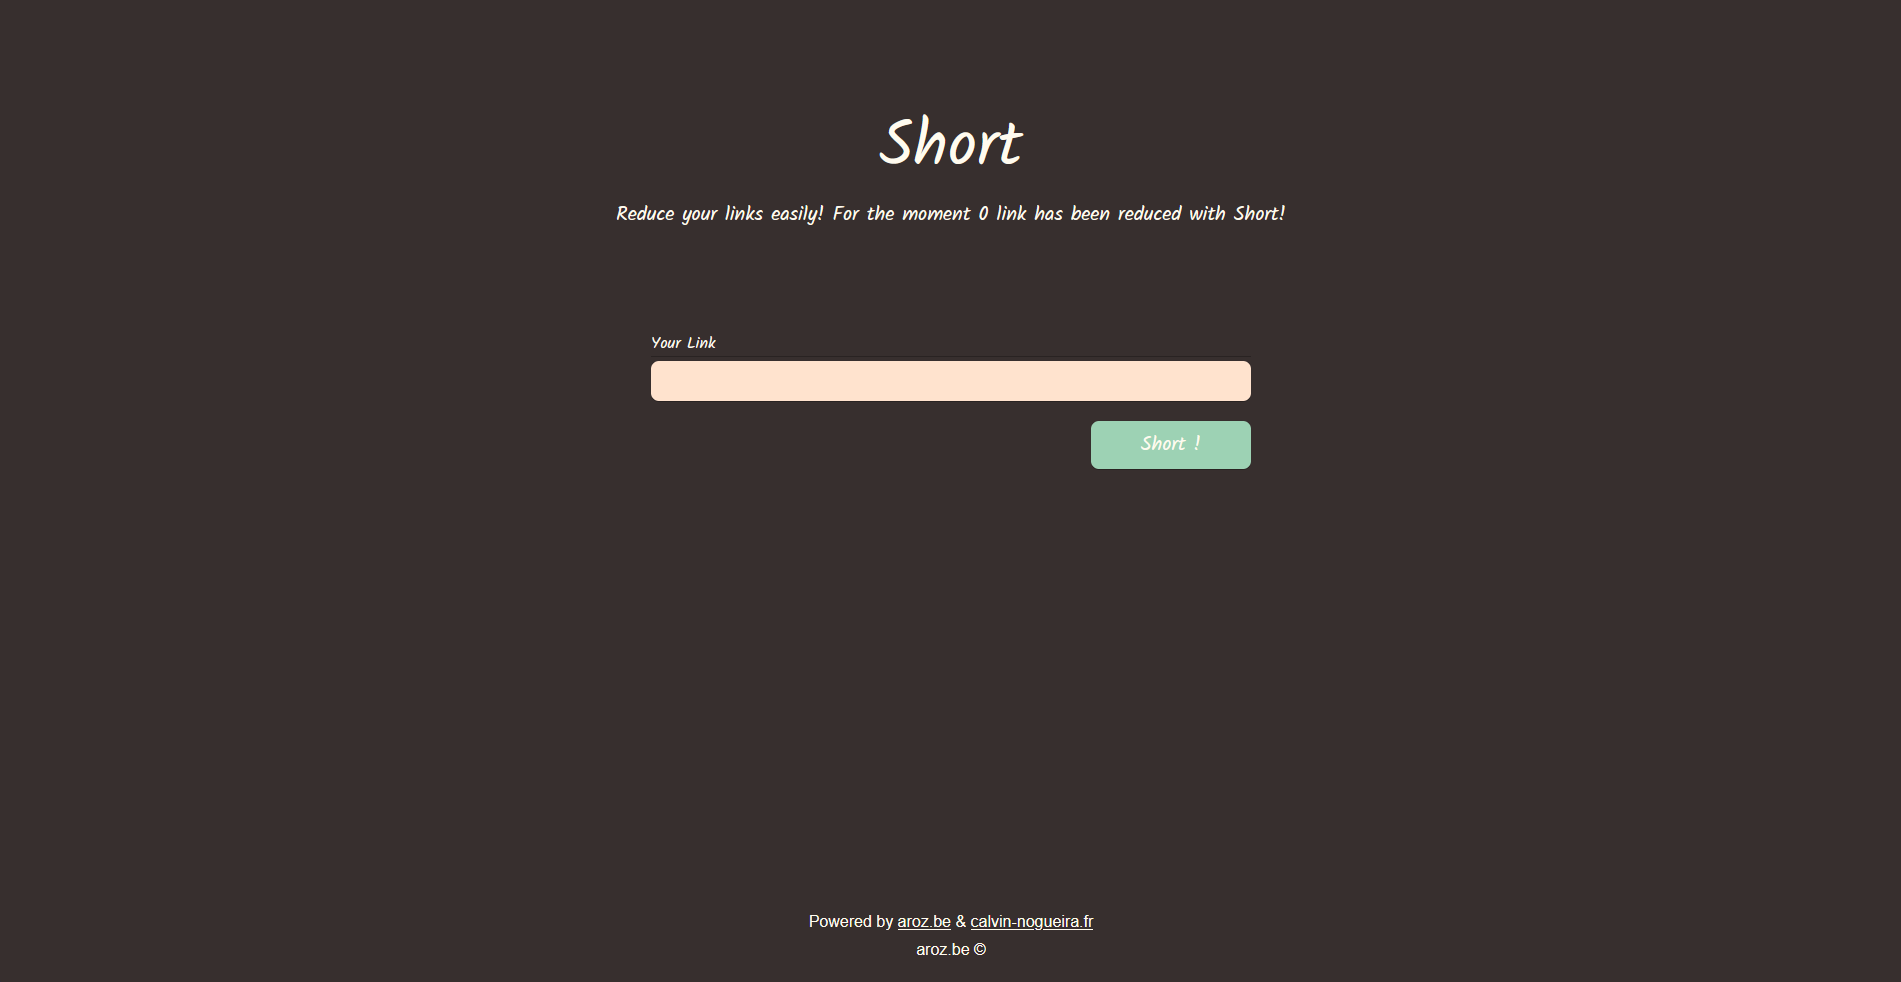 Short
Reduce your links easily! For the moment 0 link has been reduced with Short!
Your Link
Short !
Powered by aroz.be & calvin-nogueira.fr
aroz.be ©